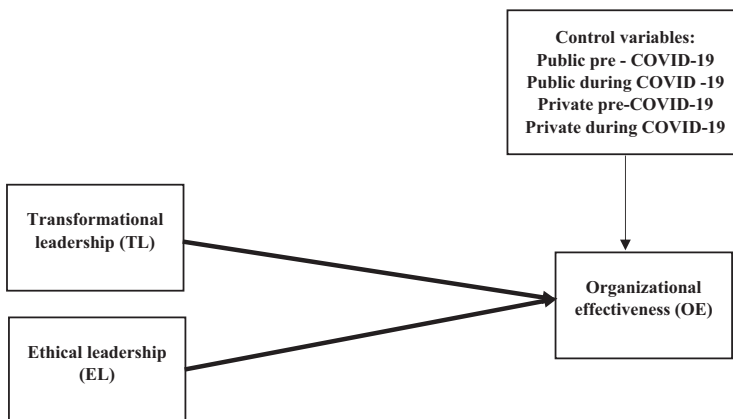 Control variables:
Public pre - COVID-19
Public during COVID -19
Private pre-COVID-19
Private during COVID-19
Transformational
leadership (TL)
Organizational
effectiveness (OE)
Ethical leadership
(EL)